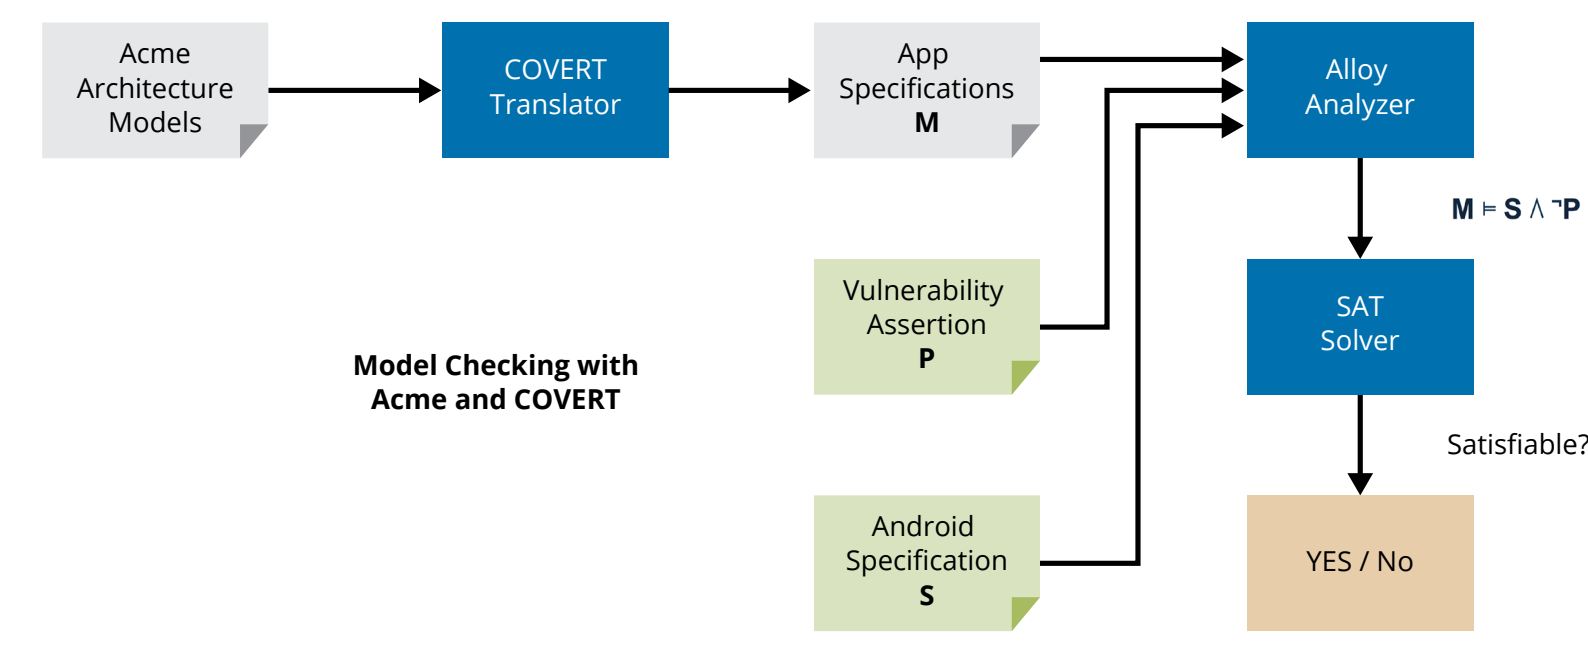 Acme
Architecture
Models
COVERT
Translator
App
Specifications
M
Alloy
Analyzer
M ⊨ S ∧ ¬P
Vulnerability
Assertion
P
SAT
Solver
Model Checking with
Acme and COVERT
Satisfiable?
Android
Specification
S
YES / No